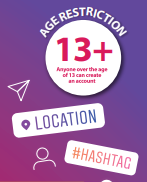 AGE RESTRICTION
13+
Anyone over the age
of 13 can create
an account
LOCATION
#HASHTAG